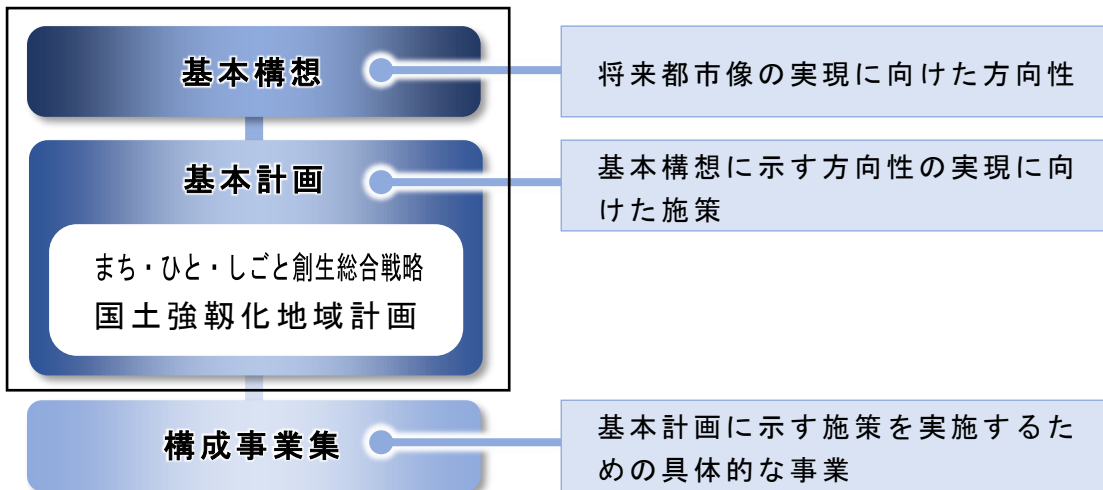 基本構想
将来都市像の実現に向けた方向性
基本計画
基本構想に示す方向性の実現に向
けた施策
まち・ひと・しごと創生総合戦略
国土強靱化地域計画
構成事業集
基本計画に示す施策を実施するた
めの具体的な事業